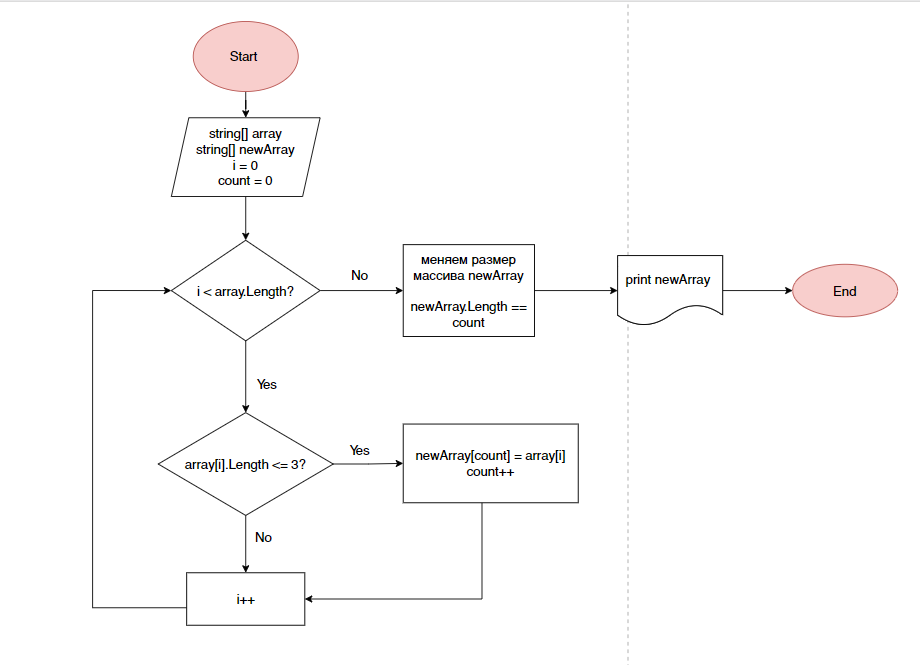 Start
string[] array
string[] newArray
i = 0
count = 0
i < array.Length?
No
меняем размер
массива newArray
newArray.Length ==
count
print newArray
End
Yes
array[i].Length <= 3?
Yes
newArray[count] = array[i]
count++
No
i++